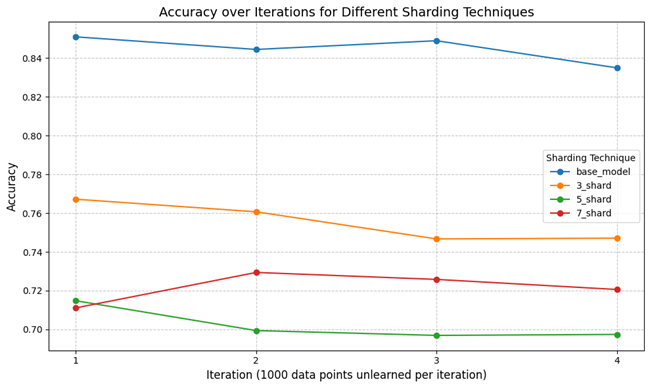 Accuracy over Iterations for Different Sharding Techniques
Accuracy
0.84
0.82
0.80
0.78
0.76
0.74
0.72
0.70
Sharding Technique
base_model
3_shard
5_shard
7_shard
1 2 3 4
Iteration (1000 data points unlearned per iteration)